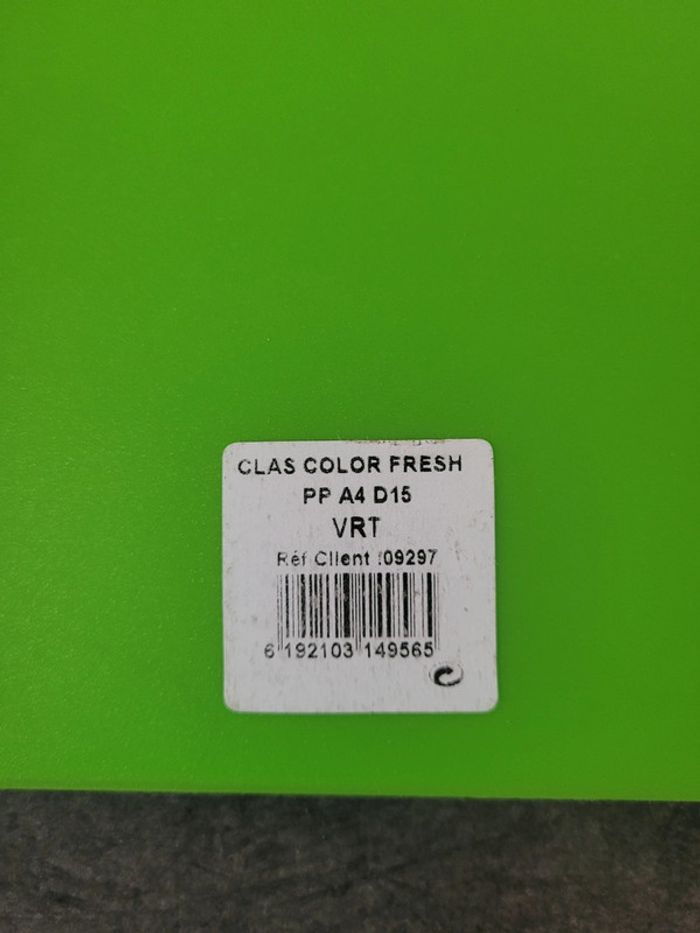 CLAS COLOR FRESH
PP A4 D15
VRT
Réf Client :09297
6 192103 149565